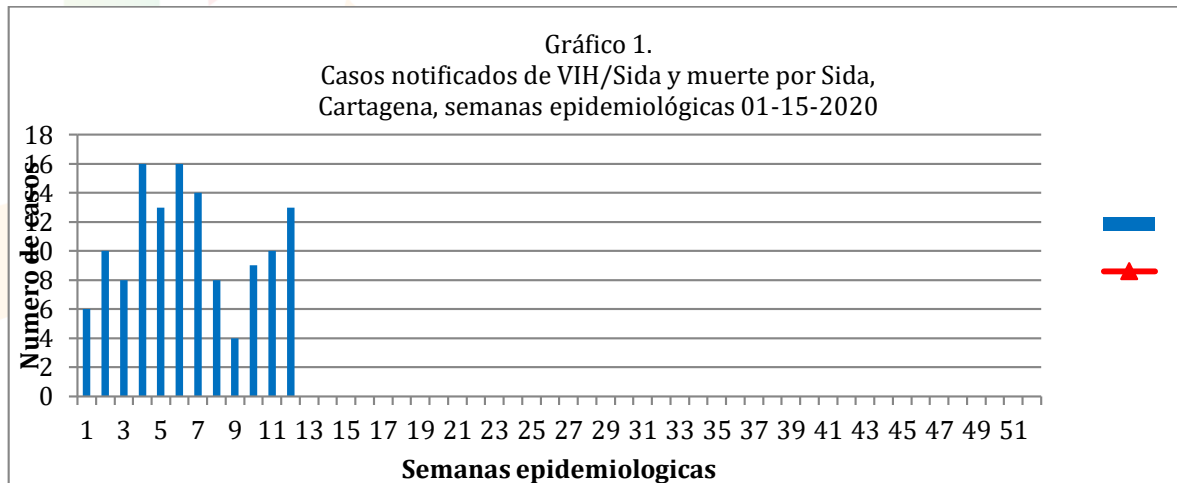 Gráfico 1.
Casos notificados de VIH/Sida y muerte por Sida,
Cartagena, semanas epidemiológicas 01-15-2020
Numero de casos
18
16
14
12
10
8
6
4
2
0
1 3 5 7 9 11 13 15 17 19 21 23 25 27 29 31 33 35 37 39 41 43 45 47 49 51
Semanas epidemiologicas